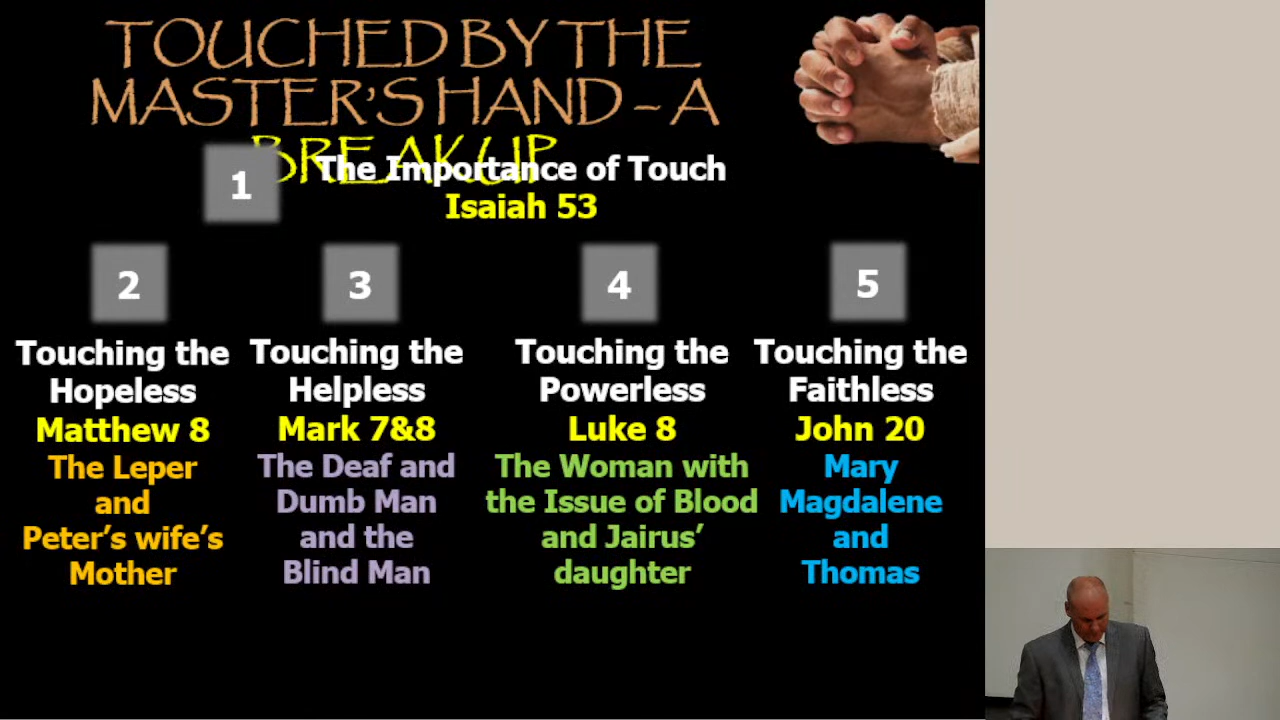 TOUCHED BY THE
MASTER'S HAND – A
BREAK UP
1
The Importance of Touch
Isaiah 53
2
Touching the
Hopeless
Matthew 8
The Leper
and
Peter's wife's
Mother
3
Touching the
Helpless
Mark 7&8
The Deaf and
Dumb Man
and the
Blind Man
4
Touching the
Powerless
Luke 8
The Woman with
the Issue of Blood
and Jairus'
daughter
5
Touching the
Faithless
John 20
Mary
Magdalene
and
Thomas